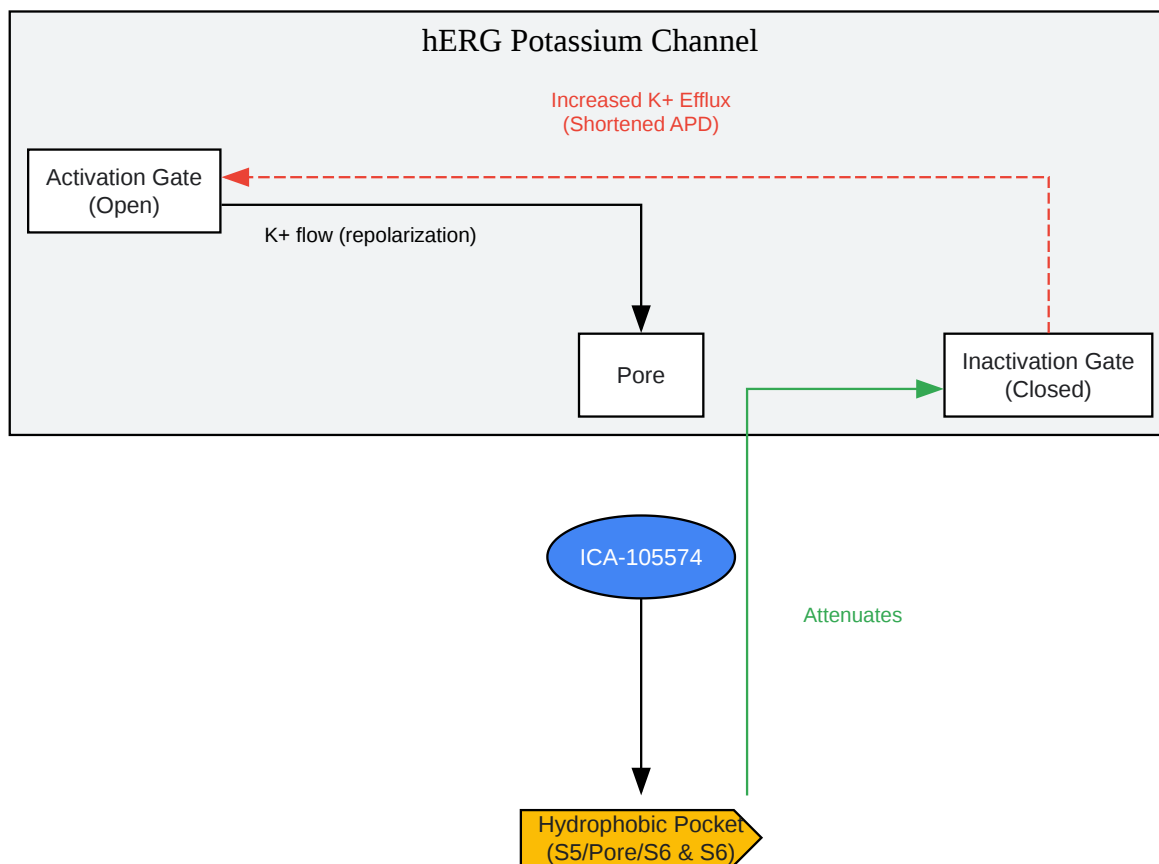 hERG Potassium Channel
Increased K+ Efflux
(Shortened APD)
Activation Gate
(Open)
K+ flow (repolarization)
Pore
Inactivation Gate
(Closed)
ICA-105574
Attenuates
Hydrophobic Pocket
(S5/Pore/S6 & S6)